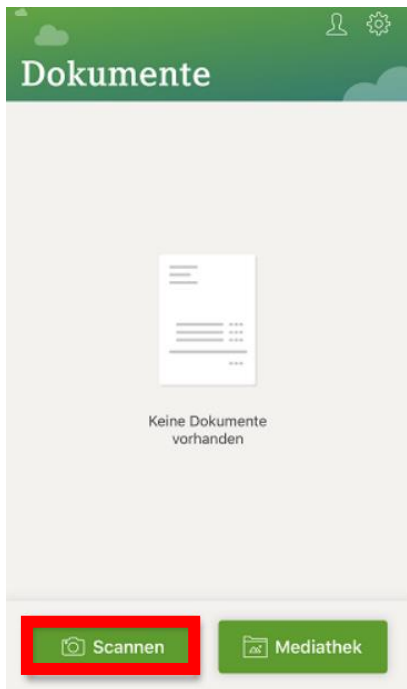 Dokumente
Keine Dokumente
vorhanden
Scannen
Mediathek